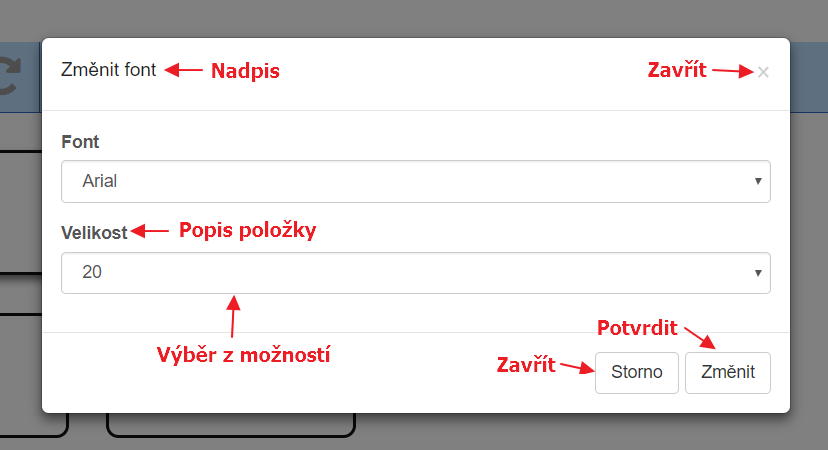 Změnit font Nadpis Zavřít ×
Font
Arial
Velikost Popis položky
20
Výběr z možností
Potvrdit
Zavřít Storno Změnit